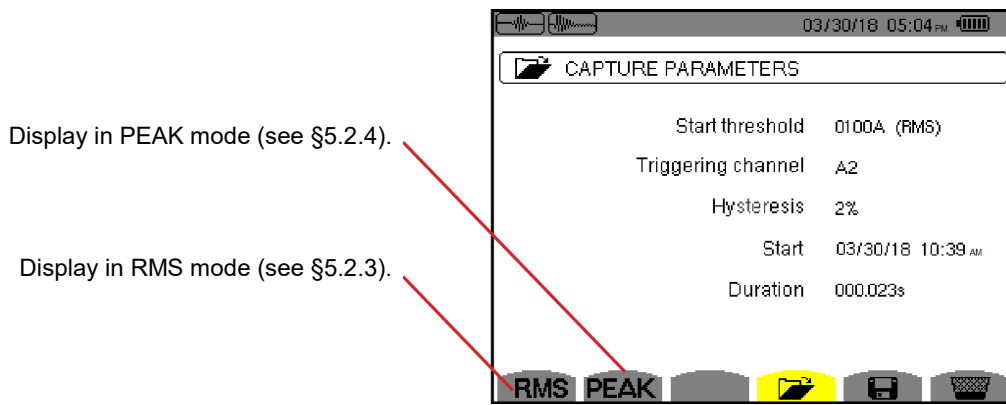 03/30/18 05:04 PM
CAPTURE PARAMETERS
Start threshold 0100A (RMS)
Display in PEAK mode (see §5.2.4).
Triggering channel A2
Hysteresis 2%
Start 03/30/18 10:39 AM
Display in RMS mode (see §5.2.3).
Duration 000.023s
RMS PEAK